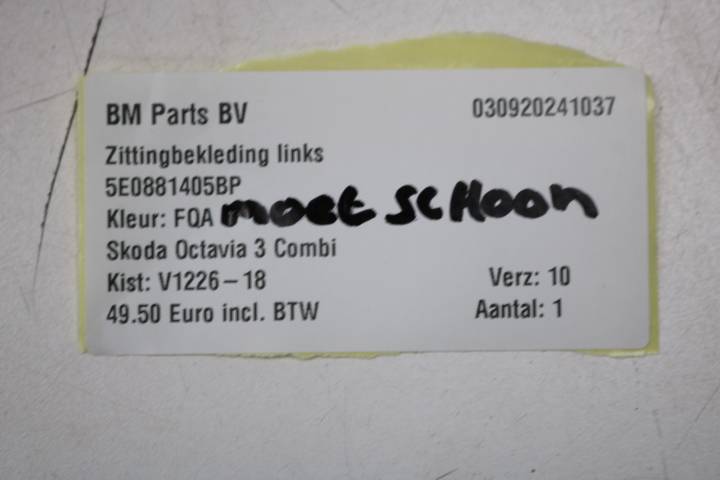 BM Parts BV 030920241037
Zittingbekleding links
5E0881405BP
Kleur: FQA moet schoon
Skoda Octavia 3 Combi
Kist: V1226-18 Verz: 10
49.50 Euro incl. BTW Aantal: 1